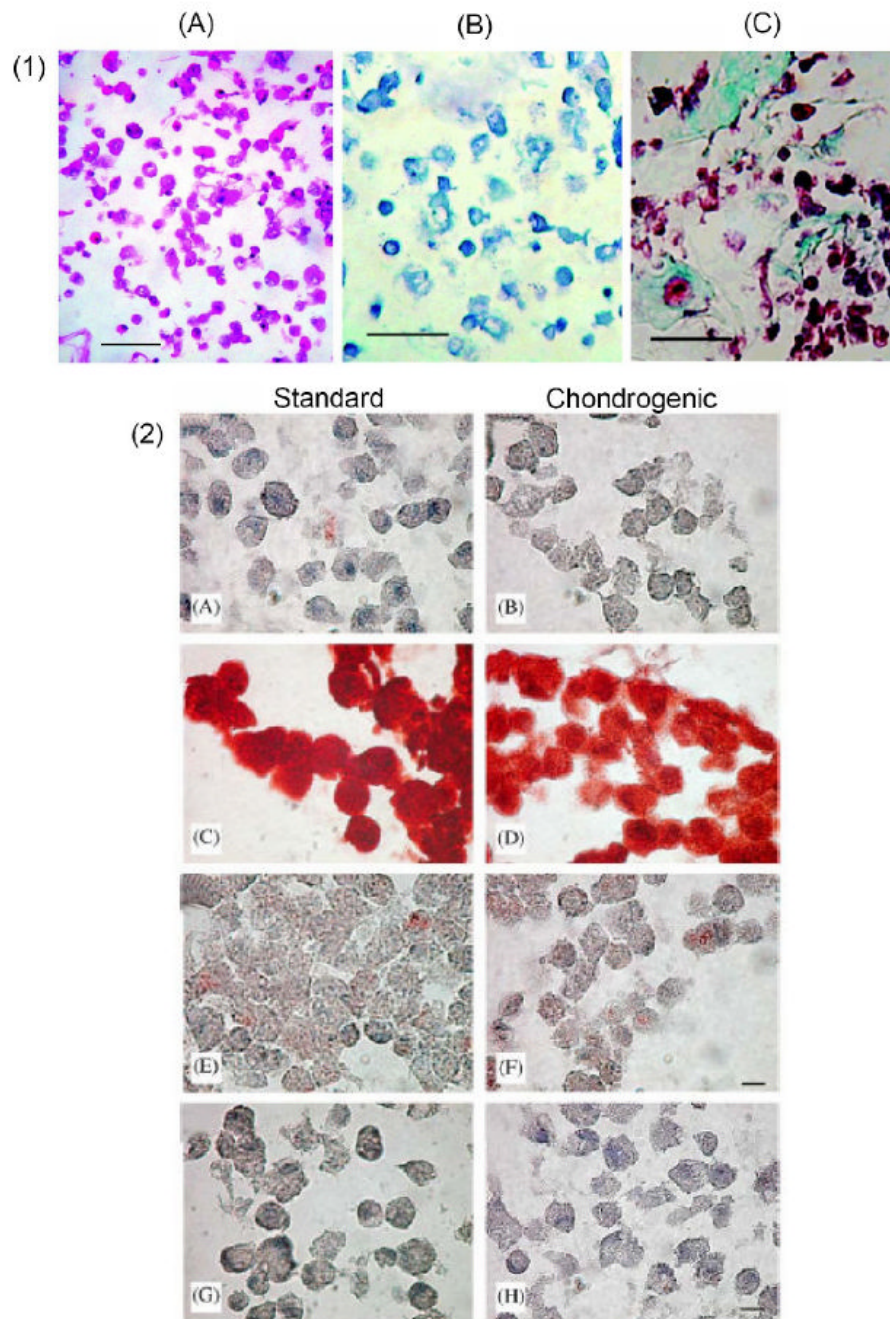 (A) (B) (C)
(1)
Standard Chondrogenic
(2)
(A) (B)
(C) (D)
(E) (F)
(G) (H)